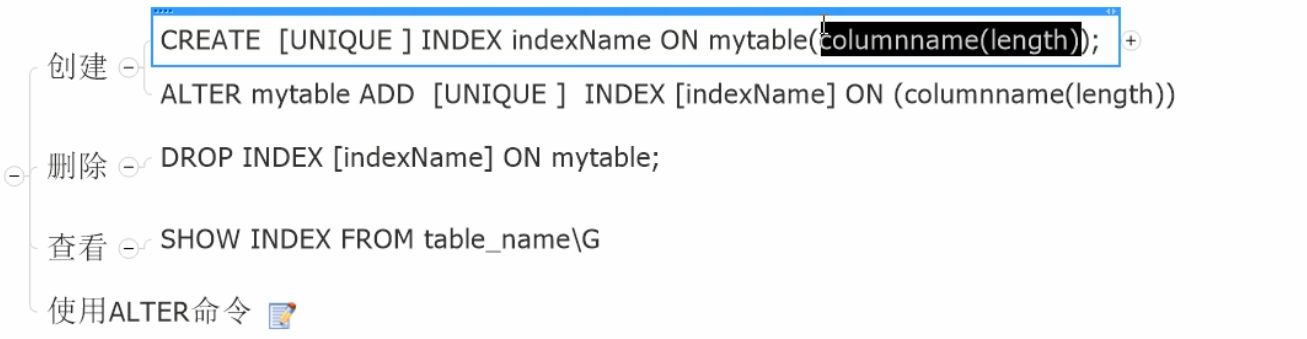 创建
CREATE  [UNIQUE ] INDEX indexName ON mytable(columnname(length));
ALTER mytable ADD  [UNIQUE ]  INDEX [indexName] ON (columnname(length))
删除
DROP INDEX [indexName] ON mytable;
查看
SHOW INDEX FROM table_name\G
使用ALTER命令